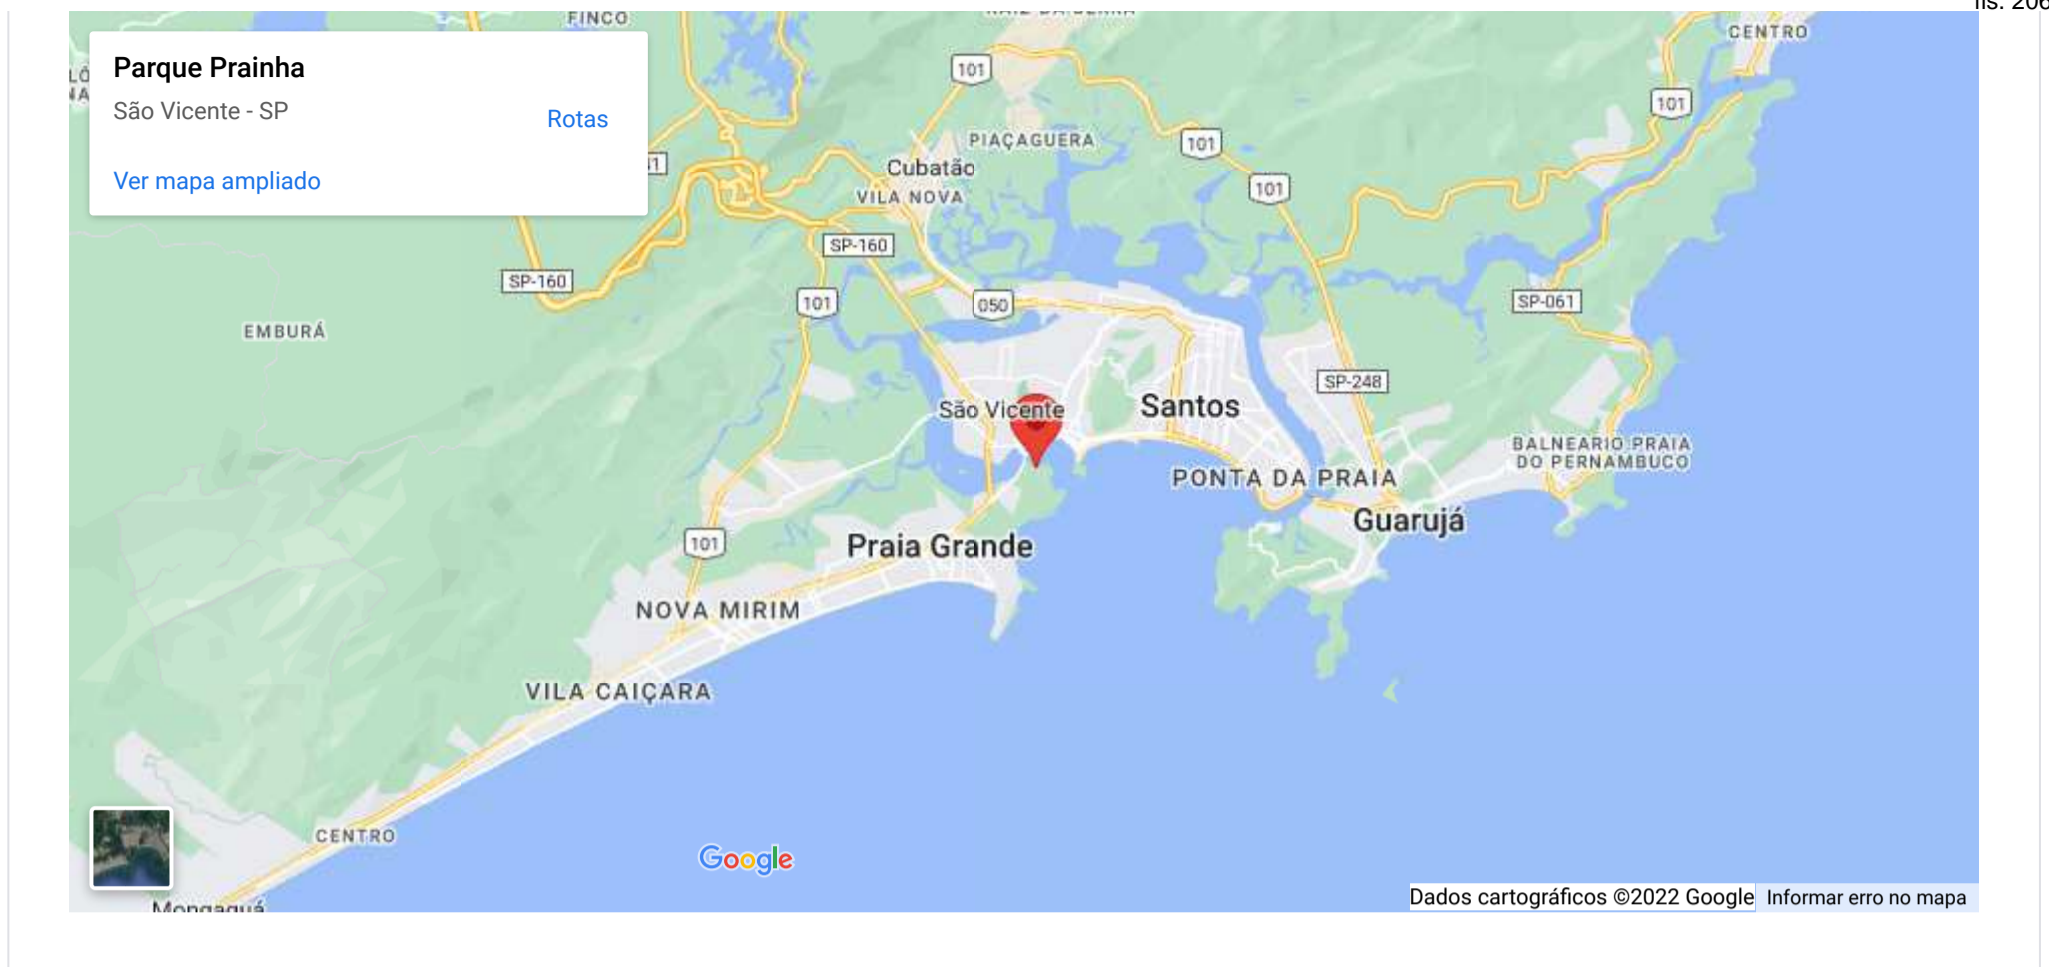 fls. 206
FINCO
CENTRO
Parque Prainha
São Vicente - SP
Rotas
Ver mapa ampliado
101
101
101
101
PIAÇAGUERA
Cubatão
VILA NOVA
SP-160
SP-160
101
050
SP-061
EMBURÁ
SP-248
São Vicente
Santos
BALNEARIO PRAIA
DO PERNAMBUCO
PONTA DA PRAIA
Guarujá
101
Praia Grande
NOVA MIRIM
VILA CAIÇARA
CENTRO
Google
Mongaguá
Dados cartográficos ©2022 Google
Informar erro no mapa